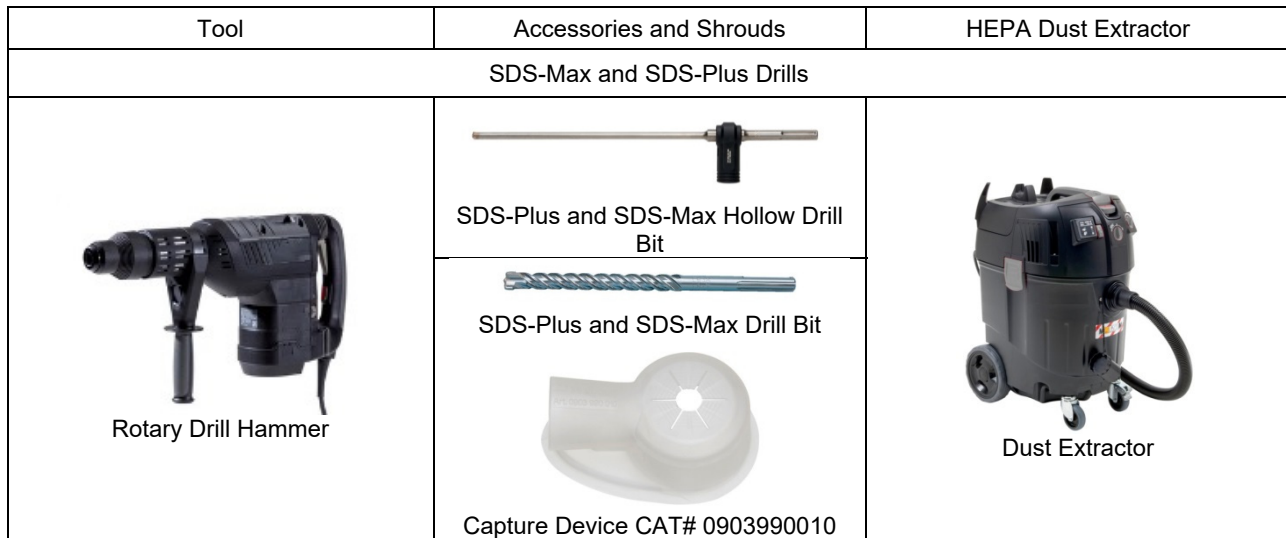 Tool
Accessories and Shrouds
HEPA Dust Extractor
SDS-Max and SDS-Plus Drills
SDS-Plus and SDS-Max Hollow Drill
Bit
SDS-Plus and SDS-Max Drill Bit
Rotary Drill Hammer
Dust Extractor
Capture Device CAT# 0903990010